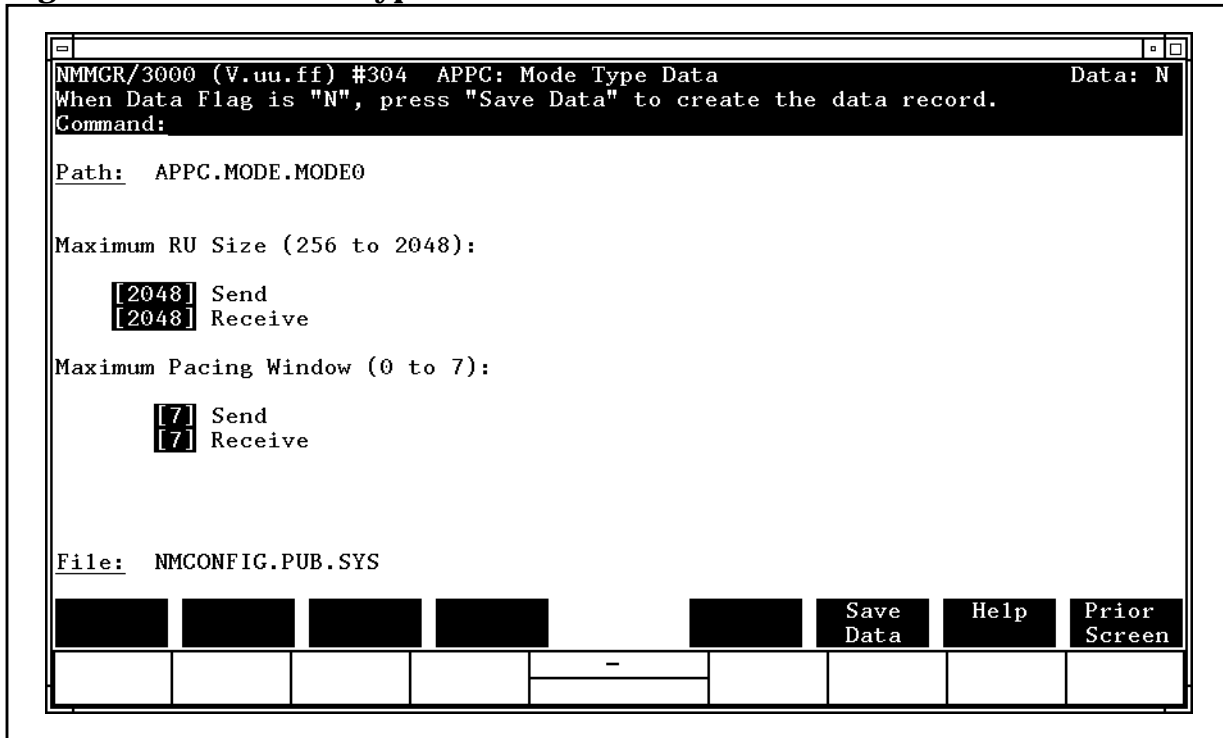 NMMGR/3000 (V.uu.ff) #304 APPC: Mode Type Data Data: N
When Data Flag is "N", press "Save Data" to create the data record.
Command:
Path: APPC.MODE.MODE0
Maximum RU Size (256 to 2048):
[2048] Send
[2048] Receive
Maximum Pacing Window (0 to 7):
[7] Send
[7] Receive
File: NMCONFIG.PUB.SYS
Save Data Help Prior Screen